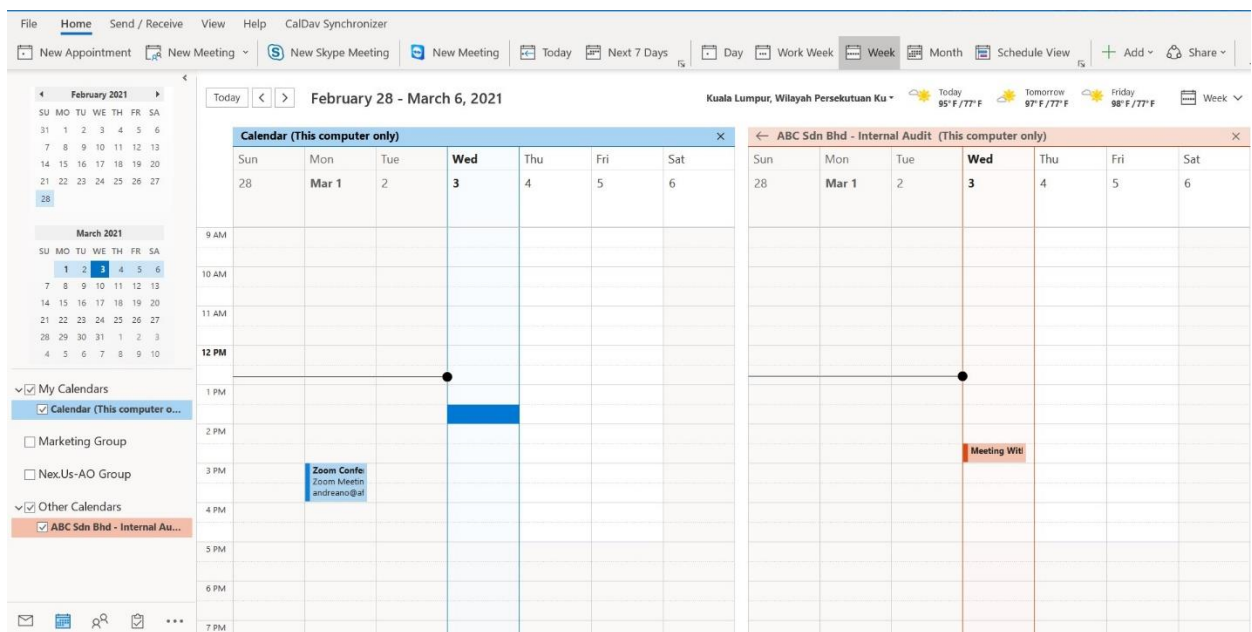 File Home Send / Receive View Help CalDav Synchronizer
New Appointment New Meeting New Skype Meeting New Meeting Today Next 7 Days Day Work Week Week Month Schedule View Add Share
February 2021
SU MO TU WE TH FR SA
31 1 2 3 4 5 6
7 8 9 10 11 12 13
14 15 16 17 18 19 20
21 22 23 24 25 26 27
28
March 2021
SU MO TU WE TH FR SA
1 2 3 4 5 6
7 8 9 10 11 12 13
14 15 16 17 18 19 20
21 22 23 24 25 26 27
28 29 30 31 1 2 3
4 5 6 7 8 9 10
My Calendars
Calendar (This computer o...
Marketing Group
Nex.Us-AO Group
Other Calendars
ABC Sdn Bhd - Internal Au...
Today < > February 28 - March 6, 2021
Kuala Lumpur, Wilayah Persekutuan Ku
Today
95° F / 77° F
Tomorrow
97° F / 77° F
Friday
98° F / 77° F
Week
Calendar (This computer only)
Sun Mon Tue Wed Thu Fri Sat
28 Mar 1 2 3 4 5 6
ABC Sdn Bhd - Internal Audit (This computer only)
Sun Mon Tue Wed Thu Fri Sat
28 Mar 1 2 3 4 5 6
9 AM
10 AM
11 AM
12 PM
1 PM
2 PM
3 PM
4 PM
5 PM
6 PM
7 PM
Zoom Confe
Zoom Meetin
andreano@af
Meeting Wit